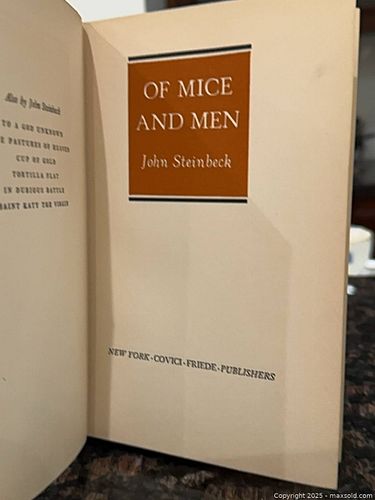 Also by John Steinbeck
TO A GOD UNKNOWN
PASTURES OF HEAVEN
CUP OF GOLD
TORTILLA FLAT
IN DUBIOUS BATTLE
SAINT KATY THE VIRGIN
OF MICE
AND MEN
John Steinbeck
NEW YORK · COVICI · FRIEDE · PUBLISHERS
Copyright 2025 - maxsold.com